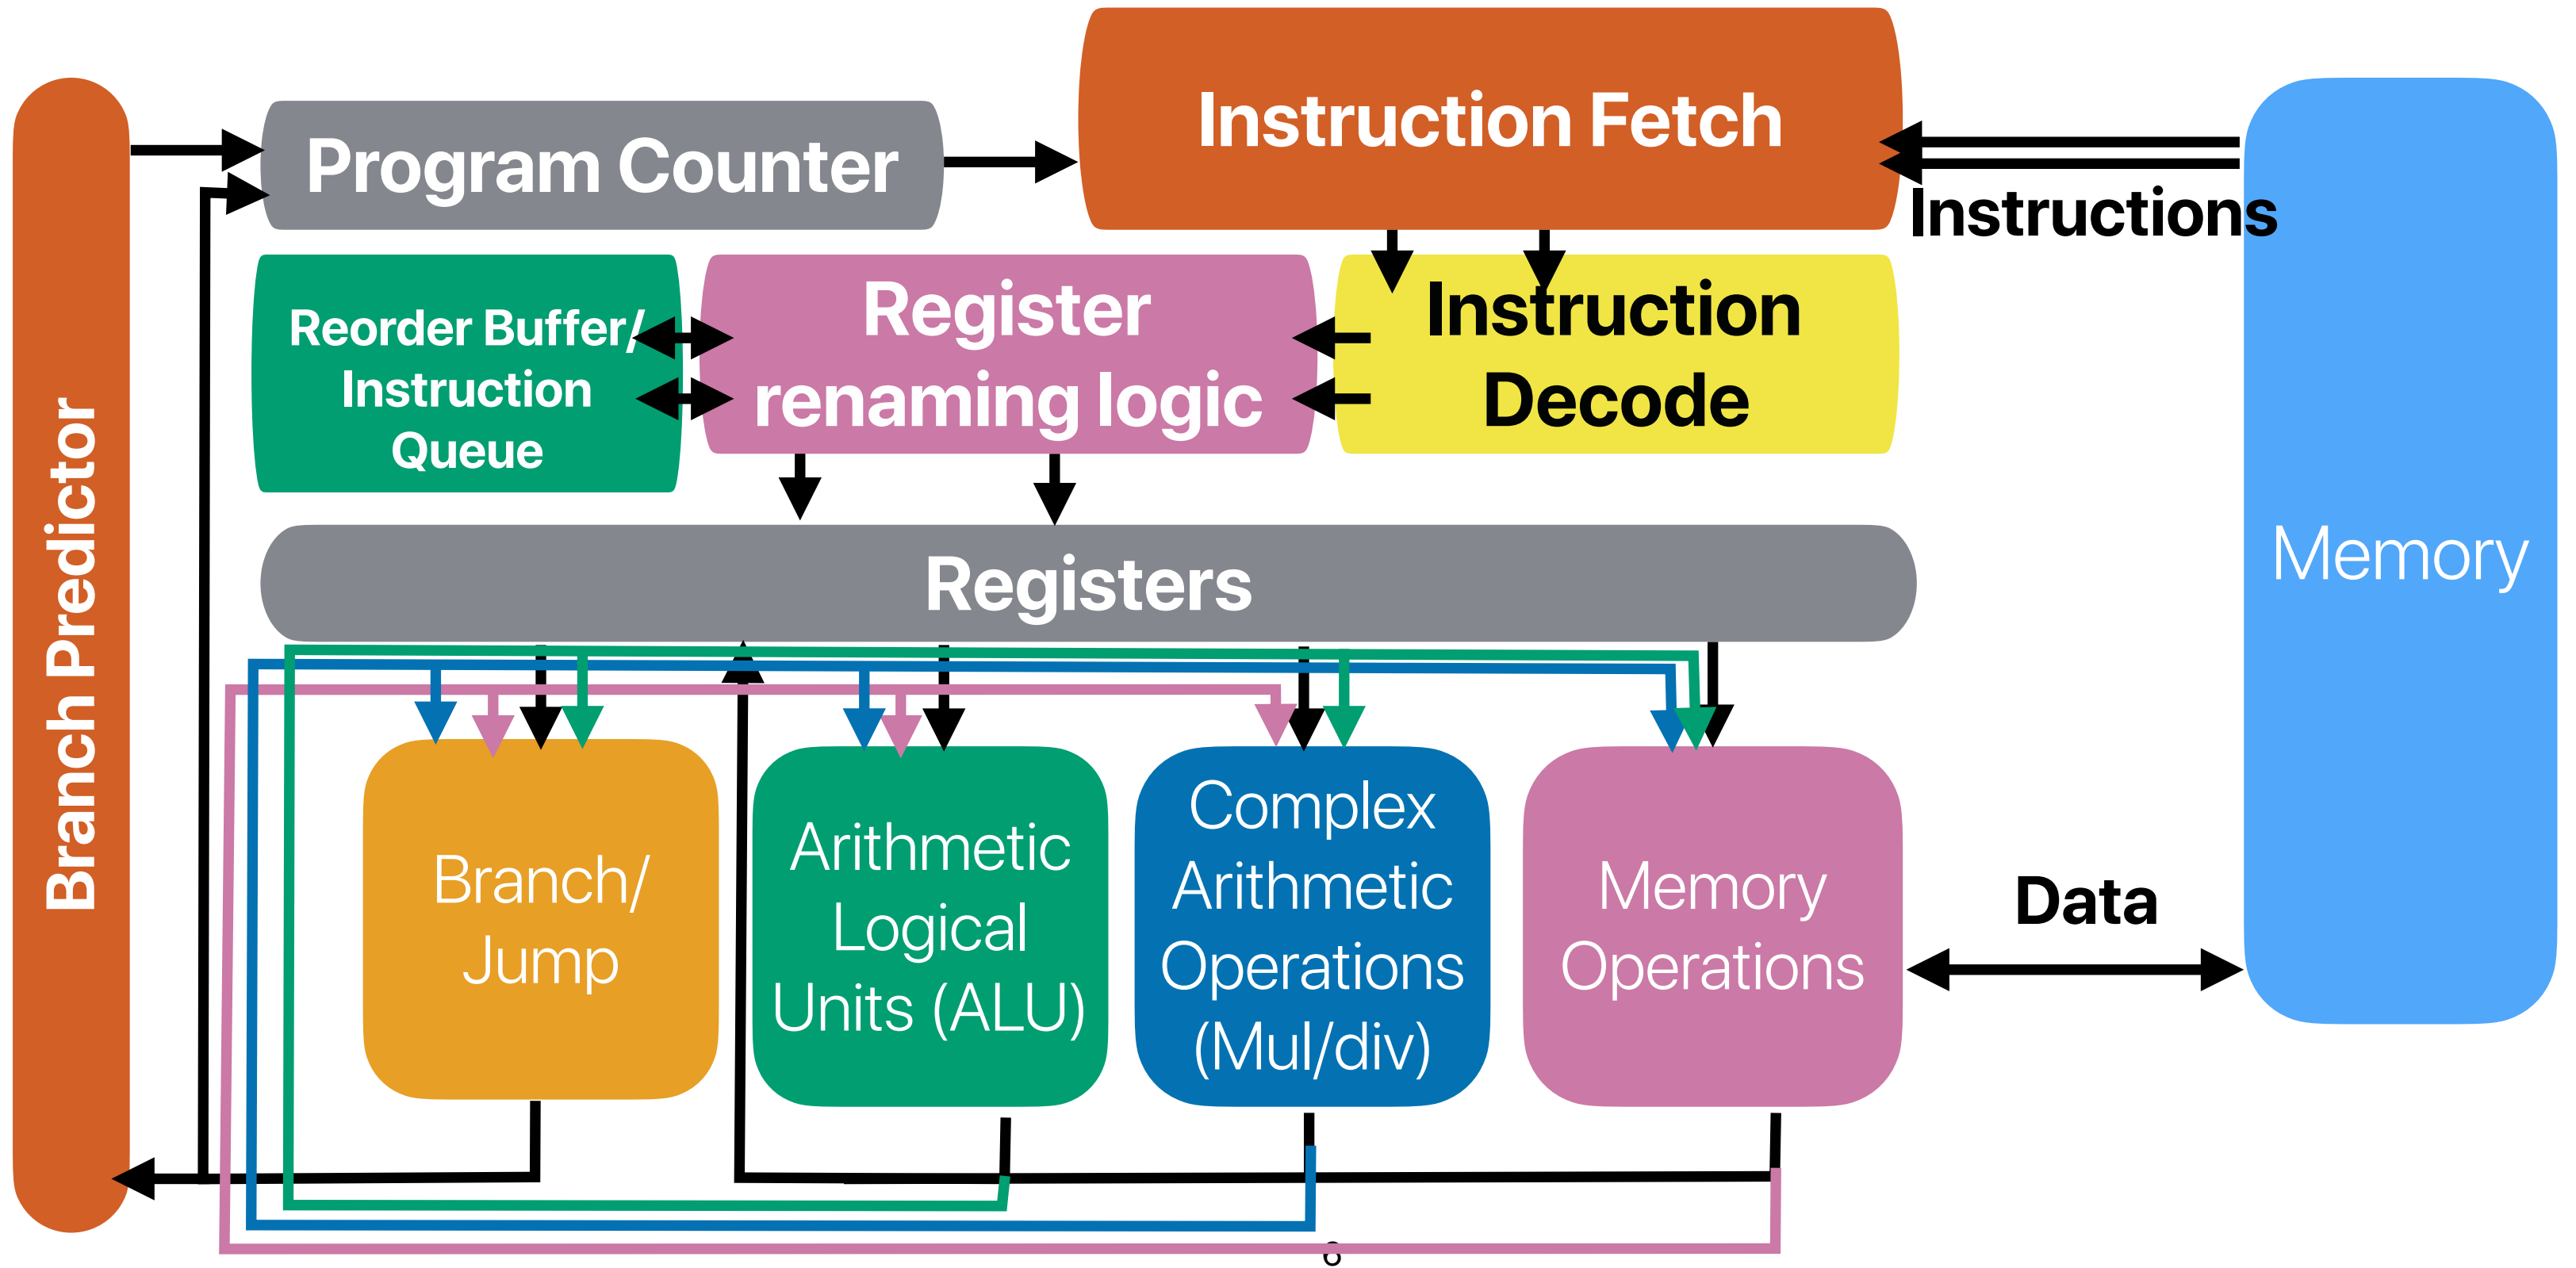 Instruction Fetch
Program Counter
Instructions
Reorder Buffer/
Instruction
Queue
Register
renaming logic
Instruction
Decode
Branch Predictor
Registers
Memory
Branch/
Jump
Arithmetic
Logical
Units (ALU)
Complex
Arithmetic
Operations
(Mul/div)
Memory
Operations
Data